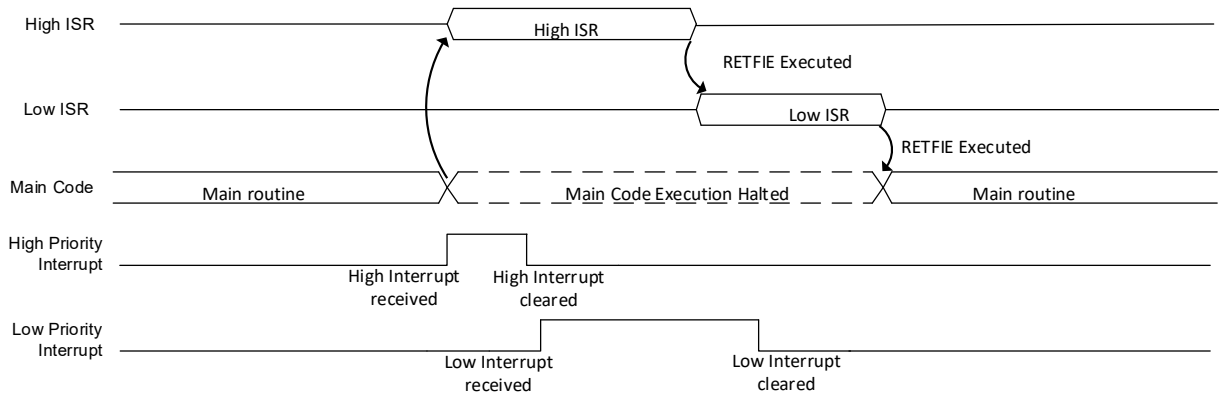 High ISR
High ISR
RETFIE Executed
Low ISR
Low ISR
RETFIE Executed
Main Code
Main routine
Main Code Execution Halted
Main routine
High Priority
Interrupt
High Interrupt
received
High Interrupt
cleared
Low Priority
Interrupt
Low Interrupt
received
Low Interrupt
cleared